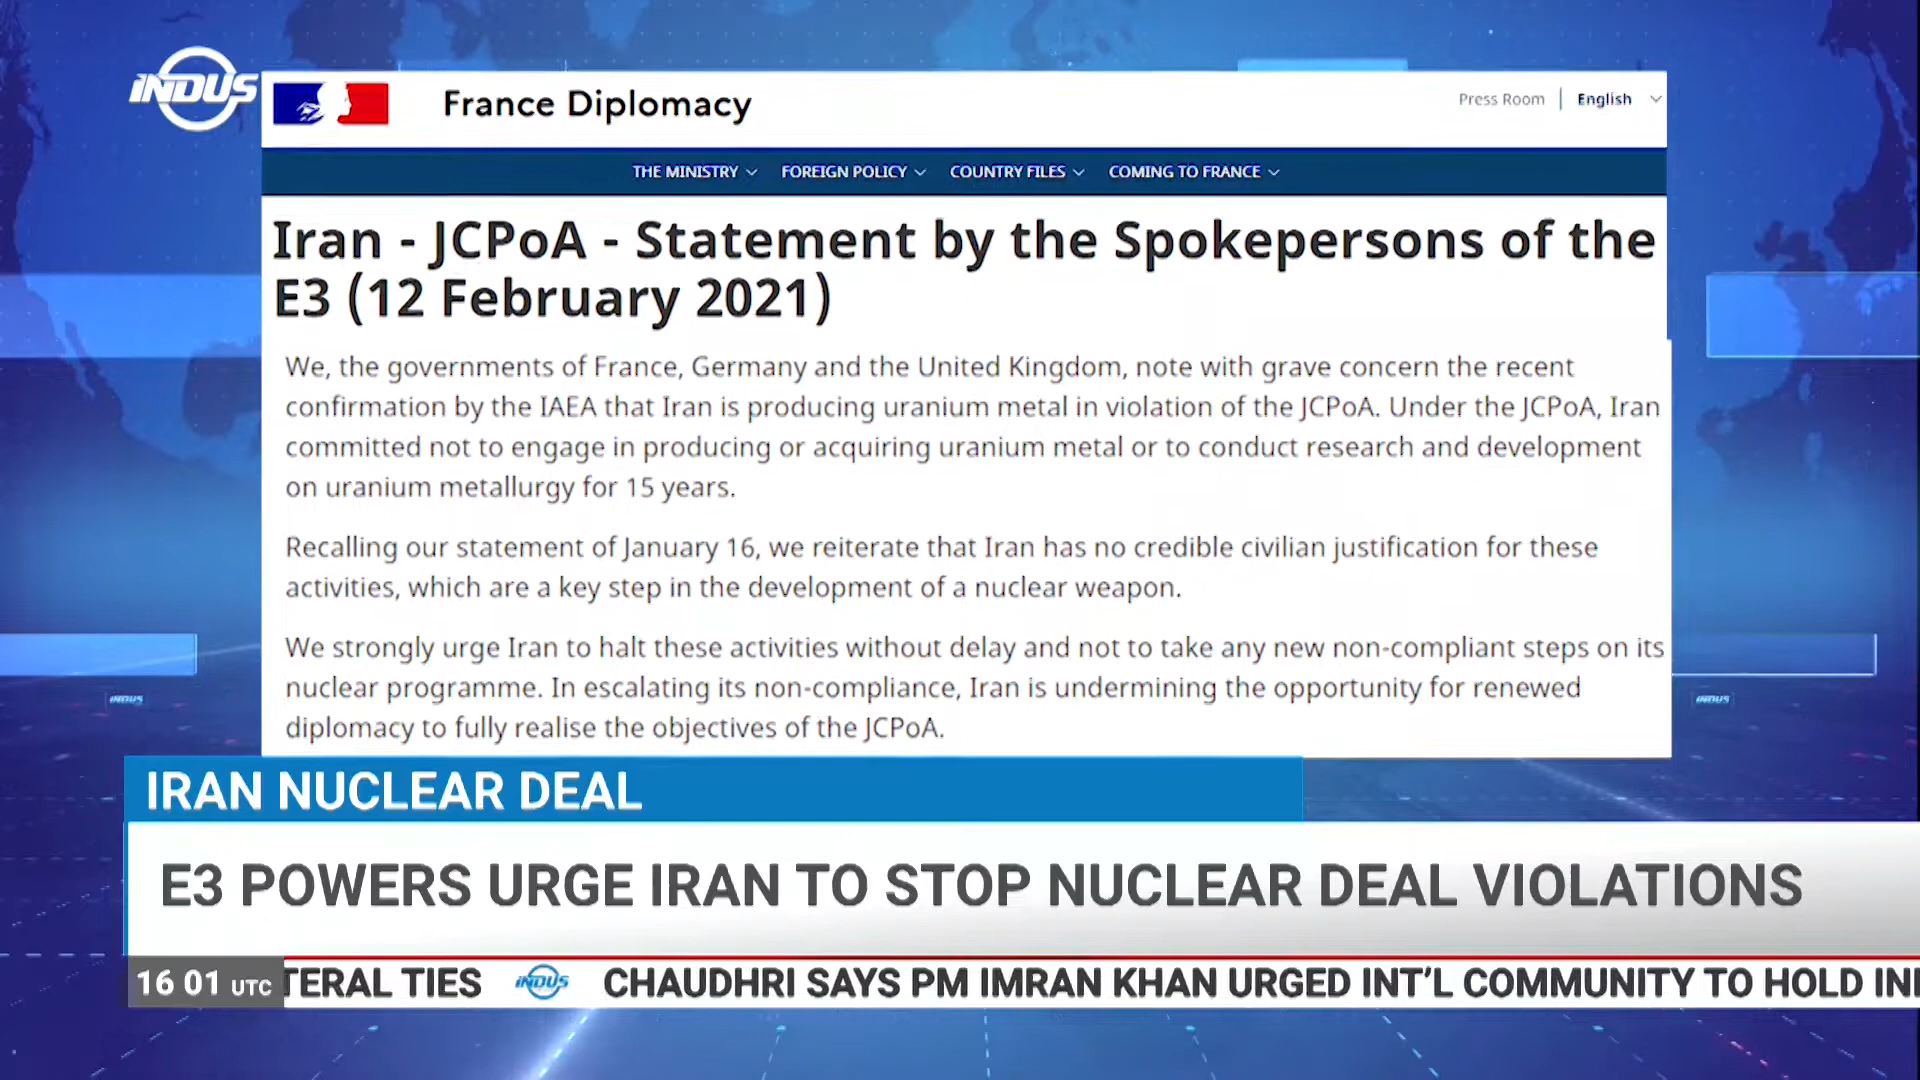 INDUS
France Diplomacy
Press Room | English
THE MINISTRY FOREIGN POLICY COUNTRY FILES COMING TO FRANCE
Iran - JCPoA - Statement by the Spokepersons of the
E3 (12 February 2021)
We, the governments of France, Germany and the United Kingdom, note with grave concern the recent
confirmation by the IAEA that Iran is producing uranium metal in violation of the JCPoA. Under the JCPoA, Iran
committed not to engage in producing or acquiring uranium metal or to conduct research and development
on uranium metallurgy for 15 years.
Recalling our statement of January 16, we reiterate that Iran has no credible civilian justification for these
activities, which are a key step in the development of a nuclear weapon.
We strongly urge Iran to halt these activities without delay and not to take any new non-compliant steps on its
nuclear programme. In escalating its non-compliance, Iran is undermining the opportunity for renewed
diplomacy to fully realise the objectives of the JCPoA.
INDUS
INDUS
IRAN NUCLEAR DEAL
E3 POWERS URGE IRAN TO STOP NUCLEAR DEAL VIOLATIONS
16 01 UTC TERAL TIES INDUS CHAUDHRI SAYS PM IMRAN KHAN URGED INT'L COMMUNITY TO HOLD IN